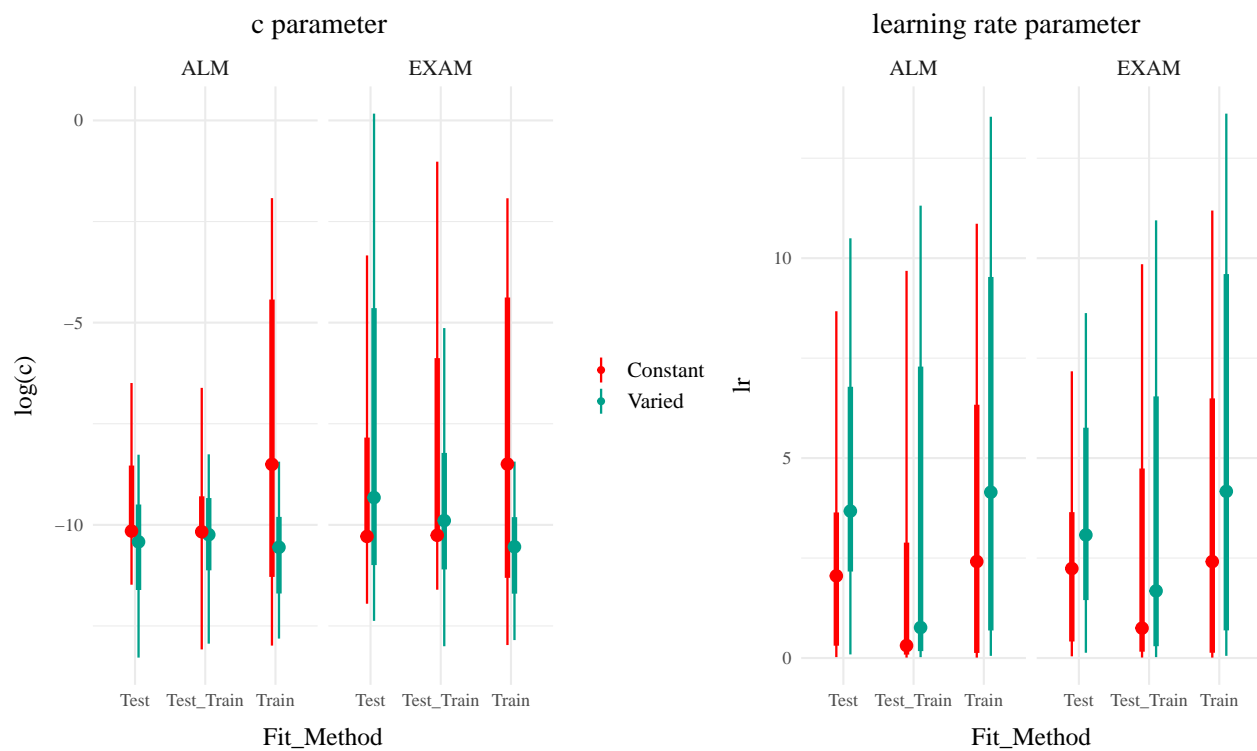 c parameter
ALM EXAM
0
−5
−10
log(c)
Test Test_Train Train Test Test_Train Train
Fit_Method
Constant
Varied
learning rate parameter
ALM EXAM
10
5
0
lr
Test Test_Train Train Test Test_Train Train
Fit_Method